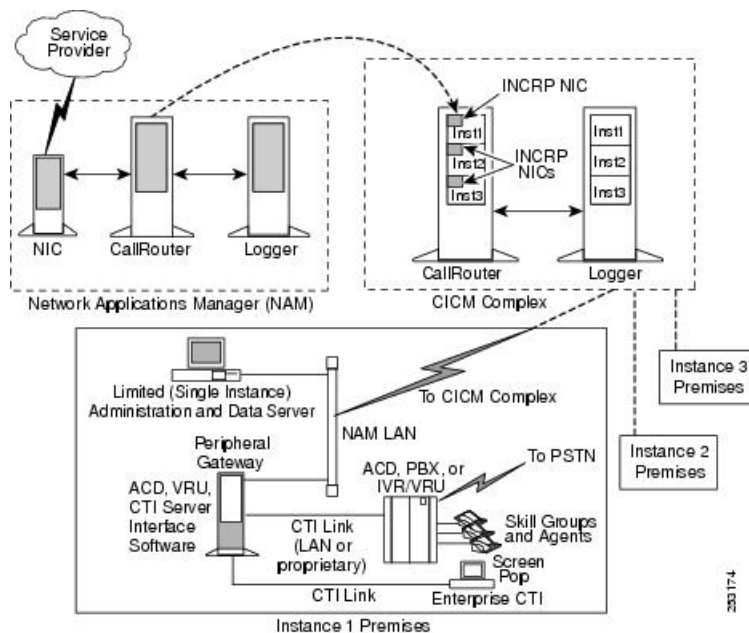 Service
Provider
NIC
CallRouter
Logger
Network Applications Manager (NAM)
INCRP NIC
Inst1
Inst2
Inst3
INCRP
NICs
Inst1
Inst2
Inst3
CallRouter
Logger
CICM Complex
Instance 3
Premises
Instance 2
Premises
Limited (Single Instance)
Administration and Data Server
To CICM Complex
NAM LAN
Peripheral
Gateway
ACD, VRU,
CTI Server
Interface
Software
ACD, PBX, or
IVR/VRU
To PSTN
CTI Link
(LAN or
proprietary)
Skill Groups
and Agents
Screen
Pop
CTI Link
Enterprise CTI
Instance 1 Premises
253174